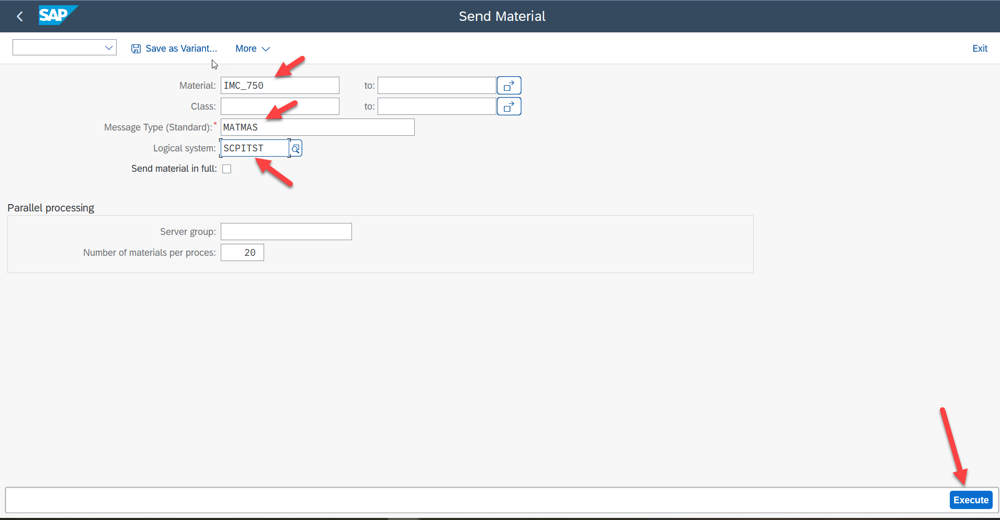 SAP Send Material
Save as Variant... More Exit
Material: IMC_750 to:
Class: to:
Message Type (Standard):* MATMAS
Logical system: SCPITST
Send material in full:
Parallel processing
Server group:
Number of materials per proces: 20
Execute